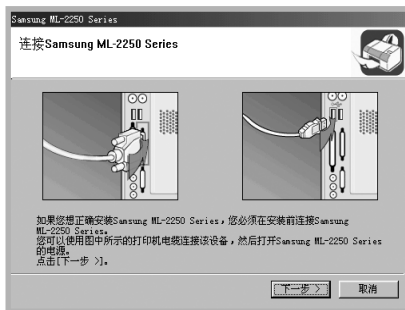 Samsung ML-2250 Series
连接Samsung ML-2250 Series
如果您想正确安装Samsung ML-2250 Series，您必须在安装前连接Samsung
ML-2250 Series。
您可以使用图中所示的打印机电缆连接该设备，然后打开Samsung ML-2250 Series
的电源。
点击[下一步 >]。
下一步 >
取消